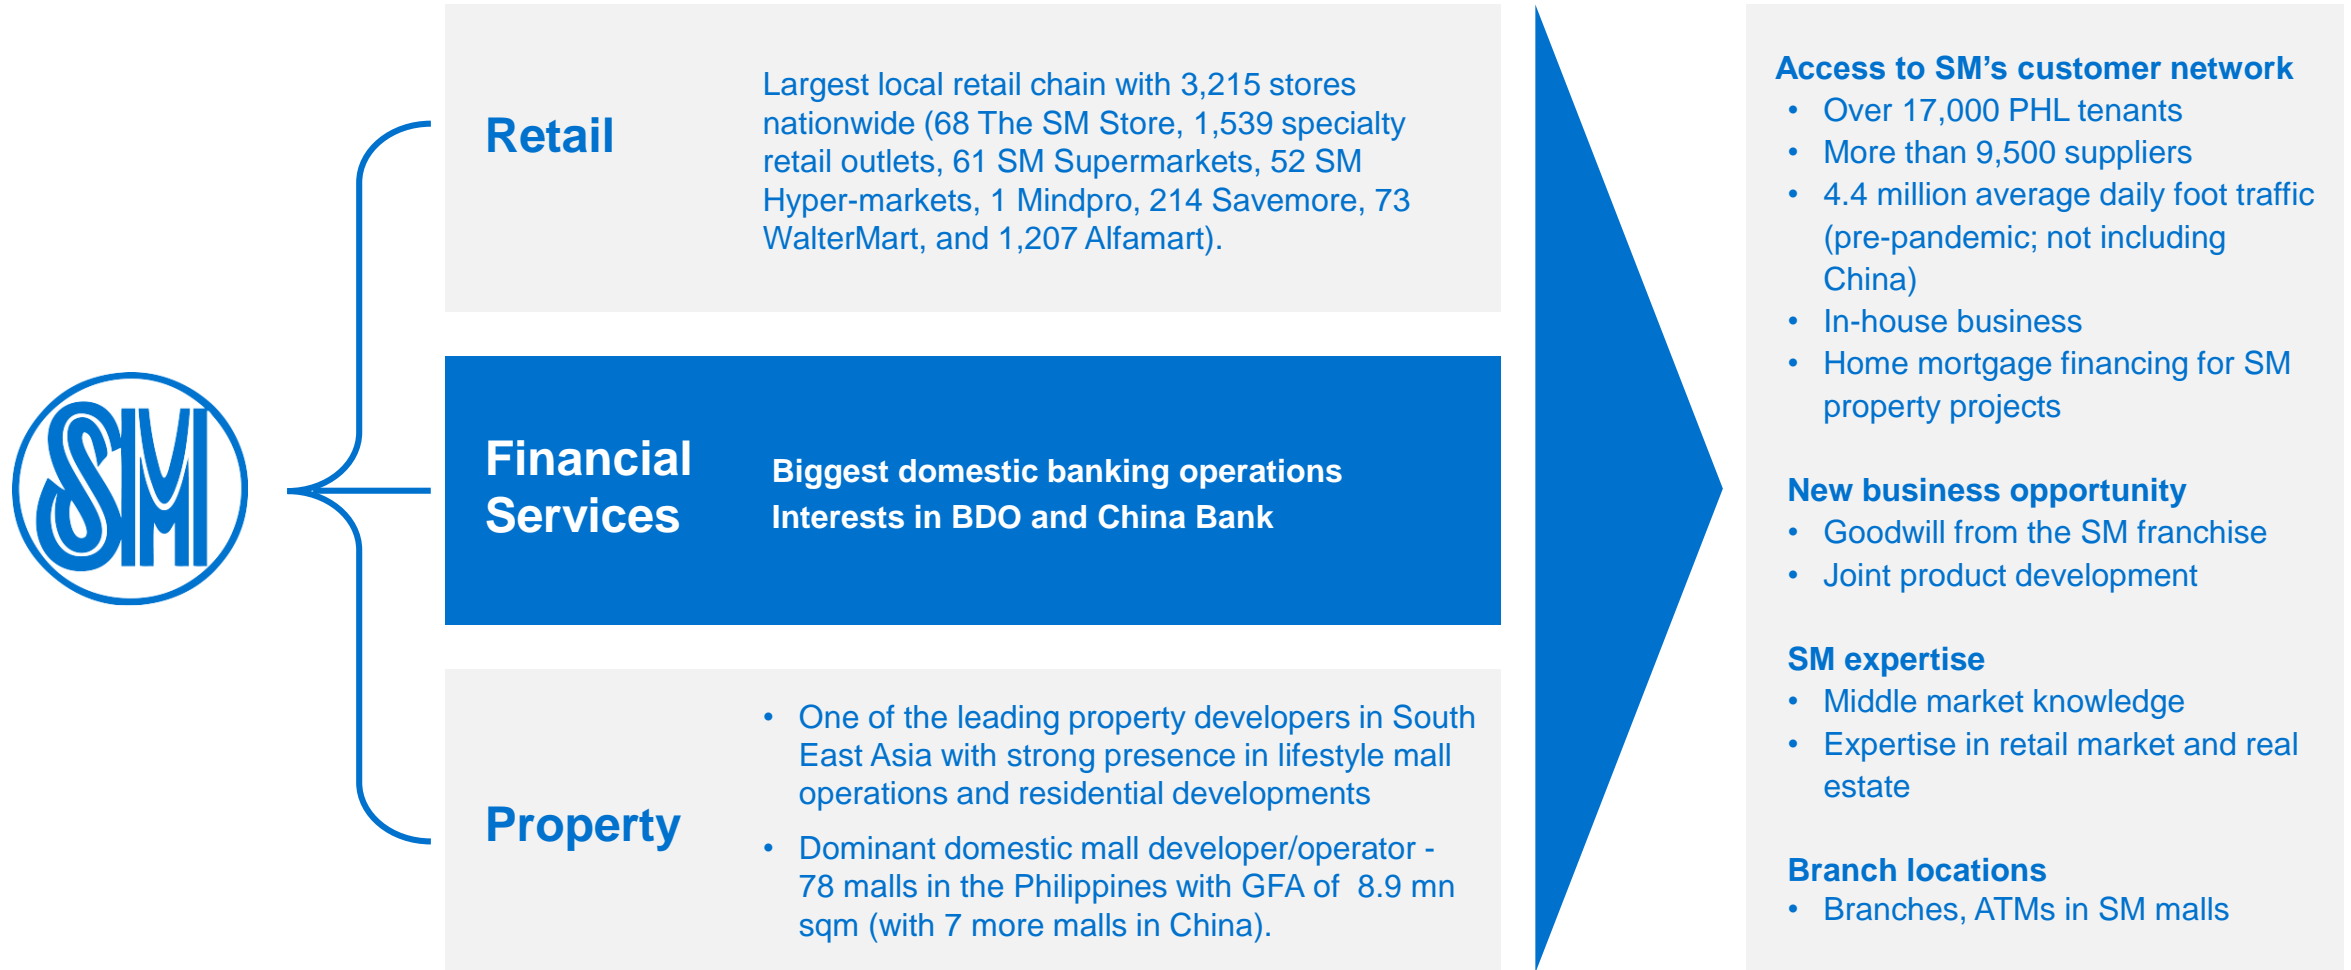 SM
Retail
Largest local retail chain with 3,215 stores
nationwide (68 The SM Store, 1,539 specialty
retail outlets, 61 SM Supermarkets, 52 SM
Hyper-markets, 1 Mindpro, 214 Savemore, 73
WalterMart, and 1,207 Alfamart).
Financial
Services
Biggest domestic banking operations
Interests in BDO and China Bank
Property
• One of the leading property developers in South
East Asia with strong presence in lifestyle mall
operations and residential developments
• Dominant domestic mall developer/operator -
78 malls in the Philippines with GFA of 8.9 mn
sqm (with 7 more malls in China).
Access to SM’s customer network
• Over 17,000 PHL tenants
• More than 9,500 suppliers
• 4.4 million average daily foot traffic
(pre-pandemic; not including
China)
• In-house business
• Home mortgage financing for SM
property projects
New business opportunity
• Goodwill from the SM franchise
• Joint product development
SM expertise
• Middle market knowledge
• Expertise in retail market and real
estate
Branch locations
• Branches, ATMs in SM malls